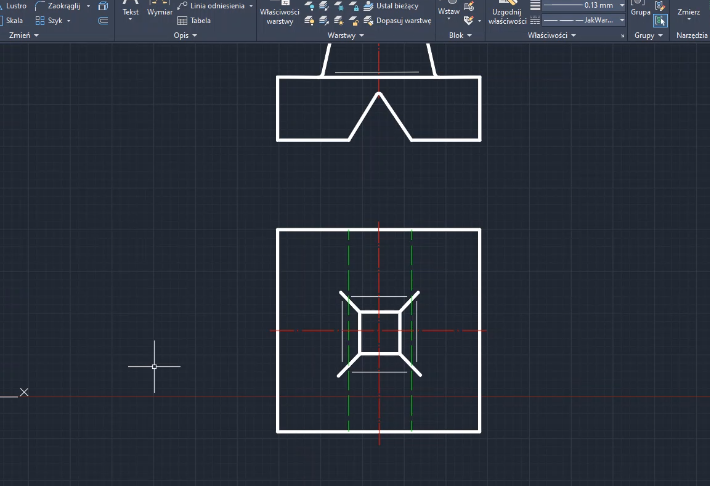 Lustro Zaokrąglij
Skala Szyk
Zmień
Tekst Wymiar Linia odniesienia
Tabela
Opis
Właściwości warstwy Ustal bieżący
Dopasuj warstwę
Warstwy
Wstaw
Blok
Uzgodnij właściwości 0.13 mm
JakWar...
Właściwości
Grupa
Grupy
Zmierz
Narzędzia
X